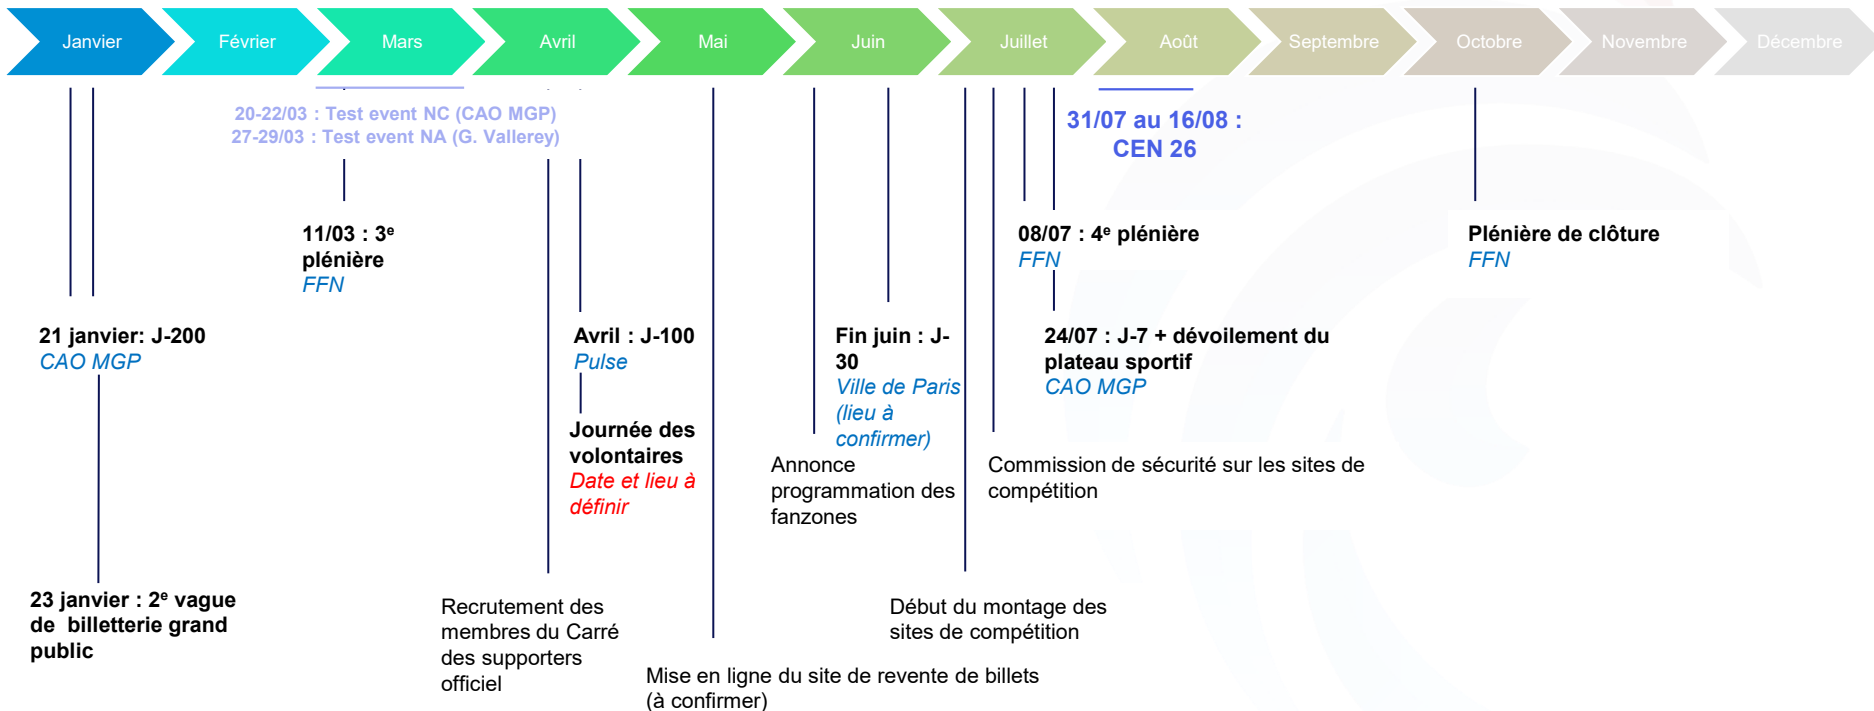 Janvier
Février
Mars
Avril
Mai
Juin
Juillet
Août
Septembre
Octobre
Novembre
Décembre
20-22/03 : Test event NC (CAO MGP)
27-29/03 : Test event NA (G. Vallerey)
31/07 au 16/08 :
CEN 26
11/03 : 3e
plénière
FFN
08/07 : 4e plénière
FFN
Plénière de clôture
FFN
21 janvier: J-200
CAO MGP
Avril : J-100
Pulse
Fin juin : J-
30
Ville de Paris
(lieu à
confirmer)
24/07 : J-7 + dévoilement du
plateau sportif
CAO MGP
Journée des
volontaires
Date et lieu à
définir
Annonce
programmation des
fanzones
Commission de sécurité sur les sites de
compétition
23 janvier : 2e vague
de  billetterie grand
public
Recrutement des
membres du Carré
des supporters
officiel
Début du montage des
sites de compétition
Mise en ligne du site de revente de billets
(à confirmer)